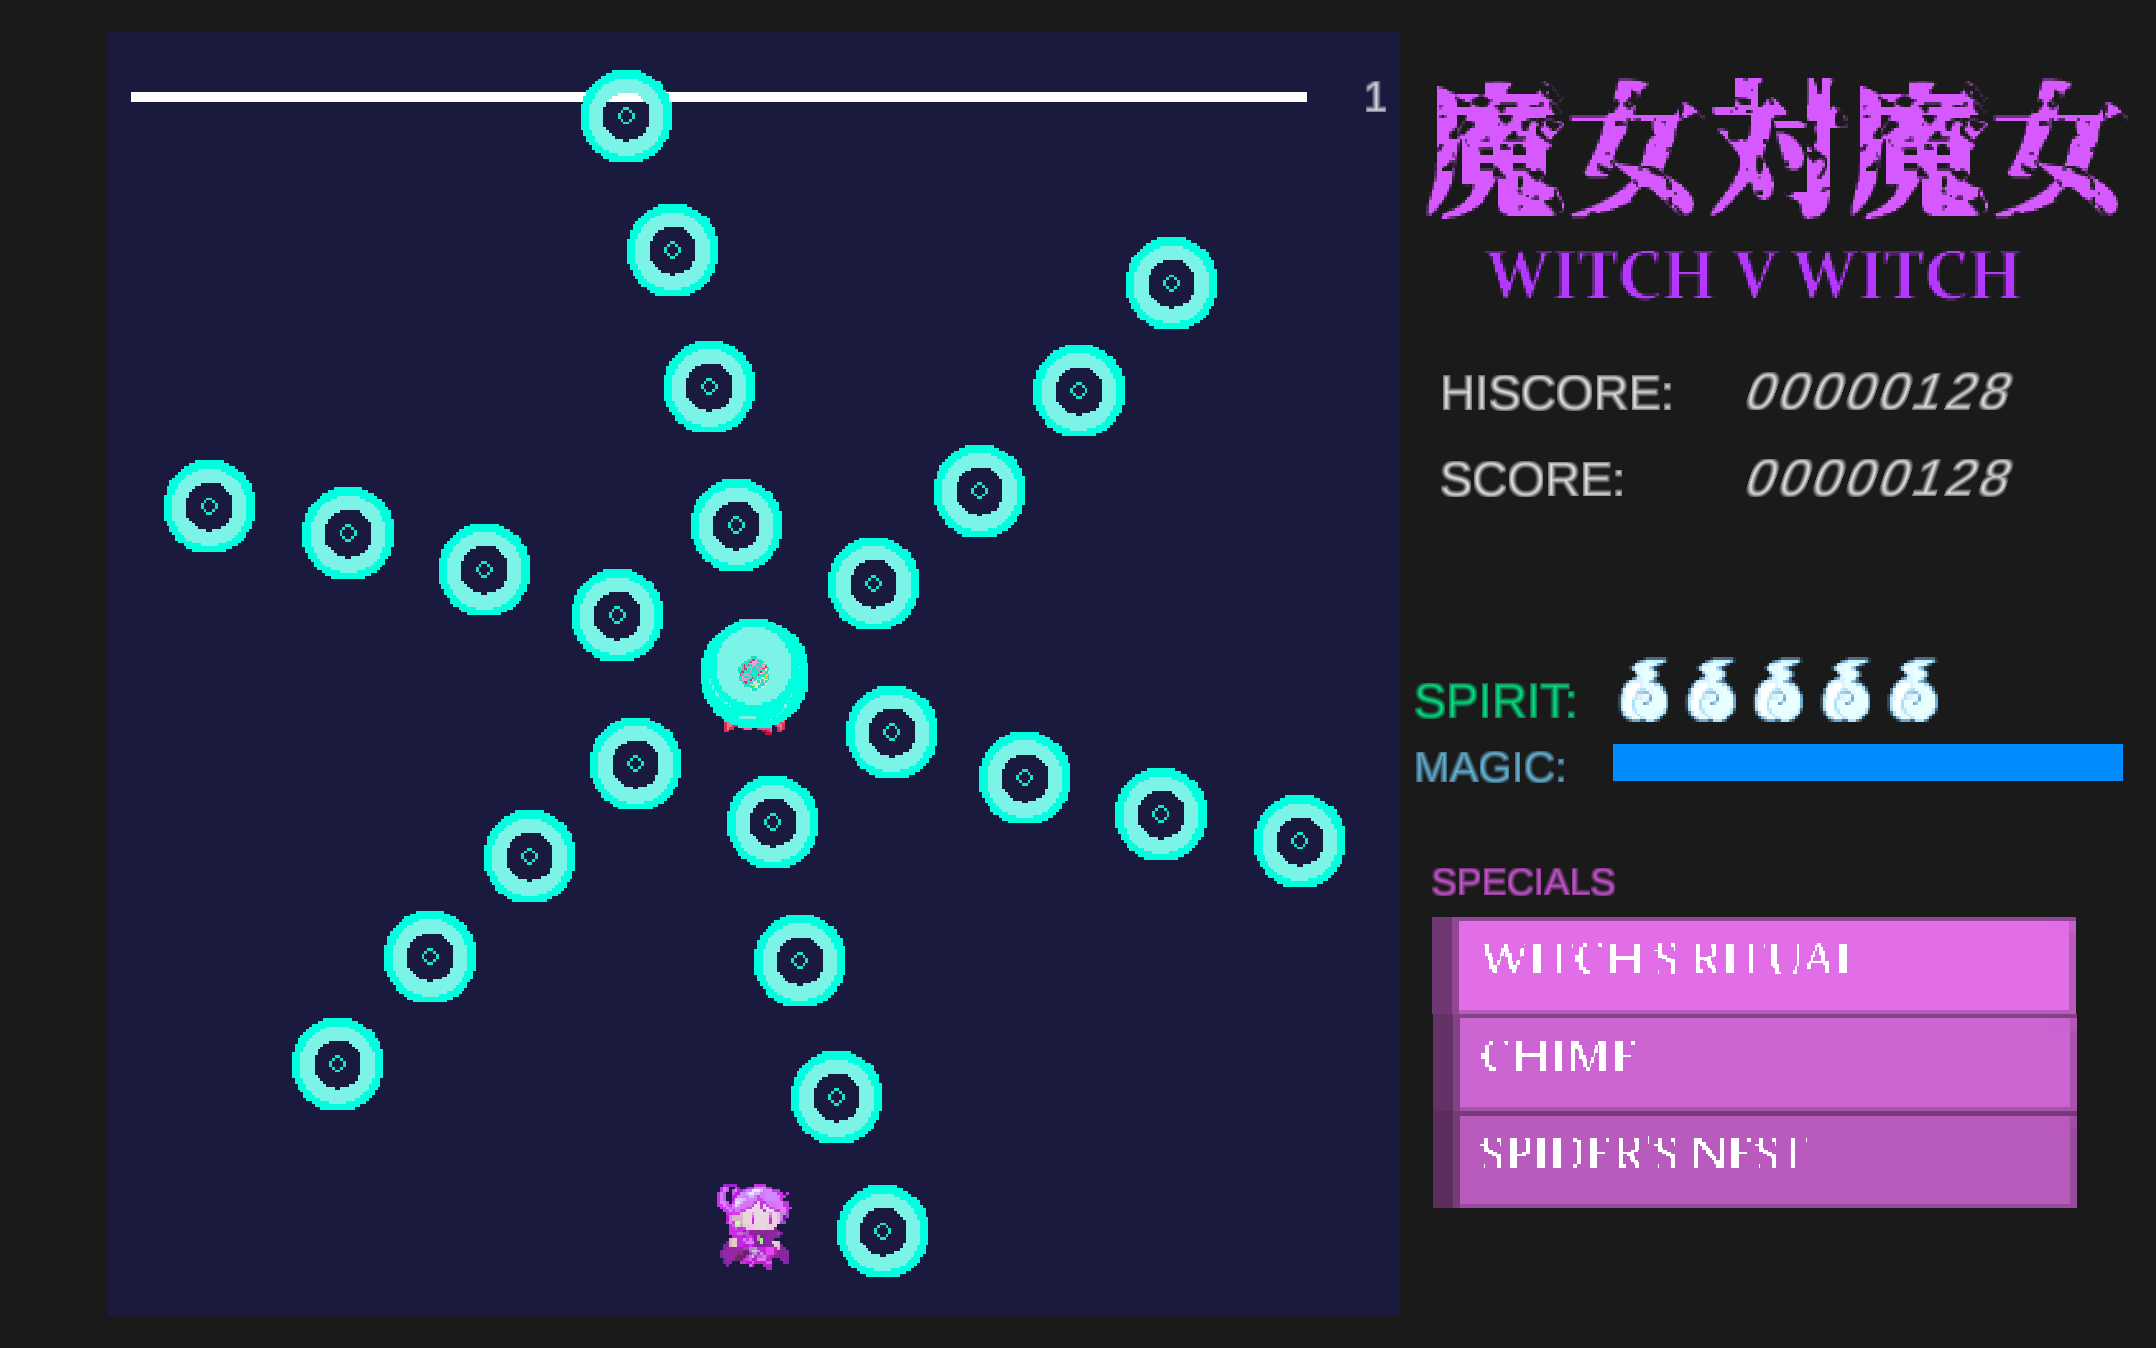 1
魔女対魔女
WITCH V WITCH
HISCORE: 00000128
SCORE: 00000128
SPIRIT:
MAGIC:
SPECIALS
WITCH'S RITUAL
CHIME
SPIDER'S NEST